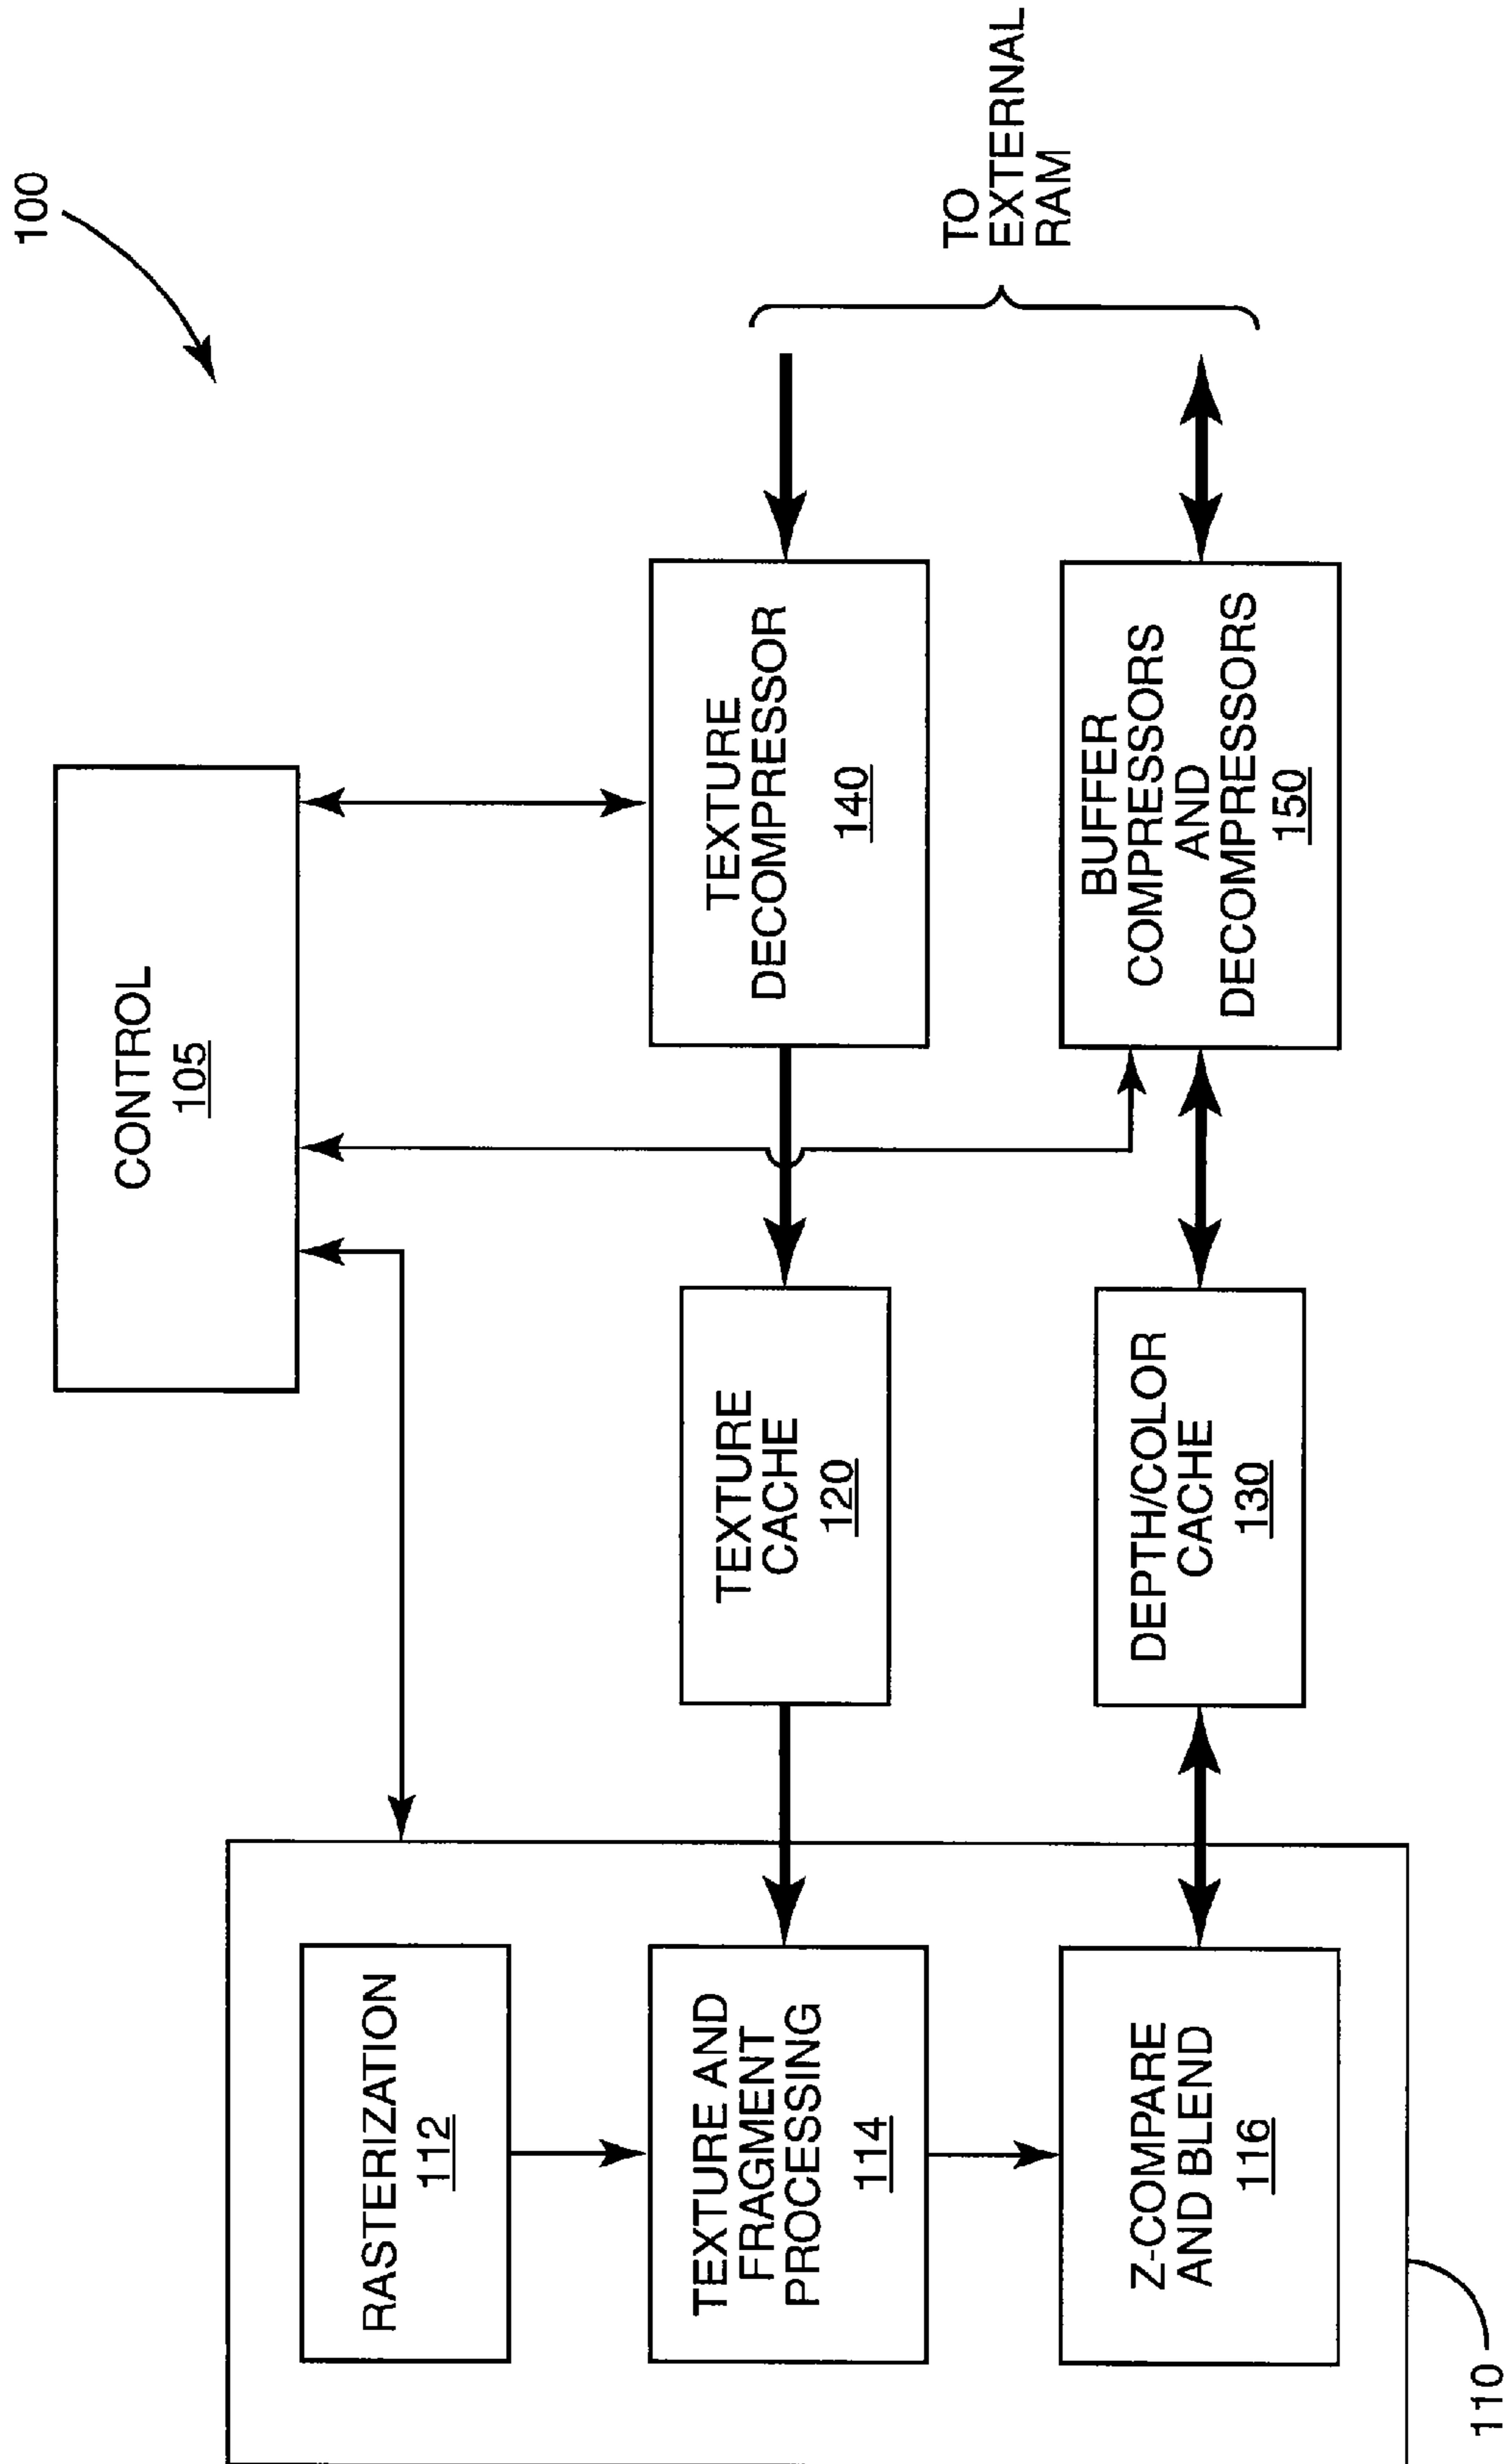 100
CONTROL
105
RASTERIZATION
112
TEXTURE AND
FRAGMENT
PROCESSING
114
TEXTURE
CACHE
120
TEXTURE
DECOMPRESSOR
140
TO
EXTERNAL
RAM
Z-COMPARE
AND BLEND
116
DEPTH/COLOR
CACHE
130
BUFFER
COMPRESSORS
AND
DECOMPRESSORS
150
110